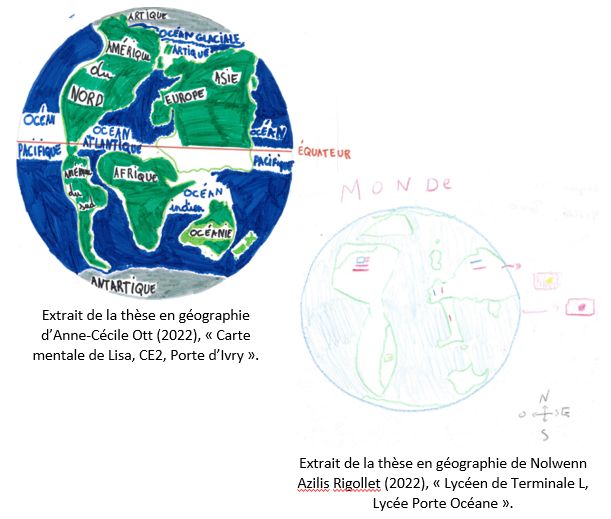 ARTIQUE
OCÉAN GLACIALE
ARTIQUE
AMÉRIQUE
du
NORD
ASIE
EUROPE
OCÉAN
PACIFIQUE
OCÉAN
ATLANTIQUE
OCÉAN
PACIFIQUE
ÉQUATEUR
du
sud
AFRIQUE
OCÉAN
indien
OCÉANIE
ANTARTIQUE
Extrait de la thèse en géographie
d’Anne-Cécile Ott (2022), « Carte
mentale de Lisa, CE2, Porte d’Ivry ».
MONDe
N
O E
S
Extrait de la thèse en géographie de Nolwenn
Azilis Rigollet (2022), « Lycéen de Terminale L,
Lycée Porte Océane ».